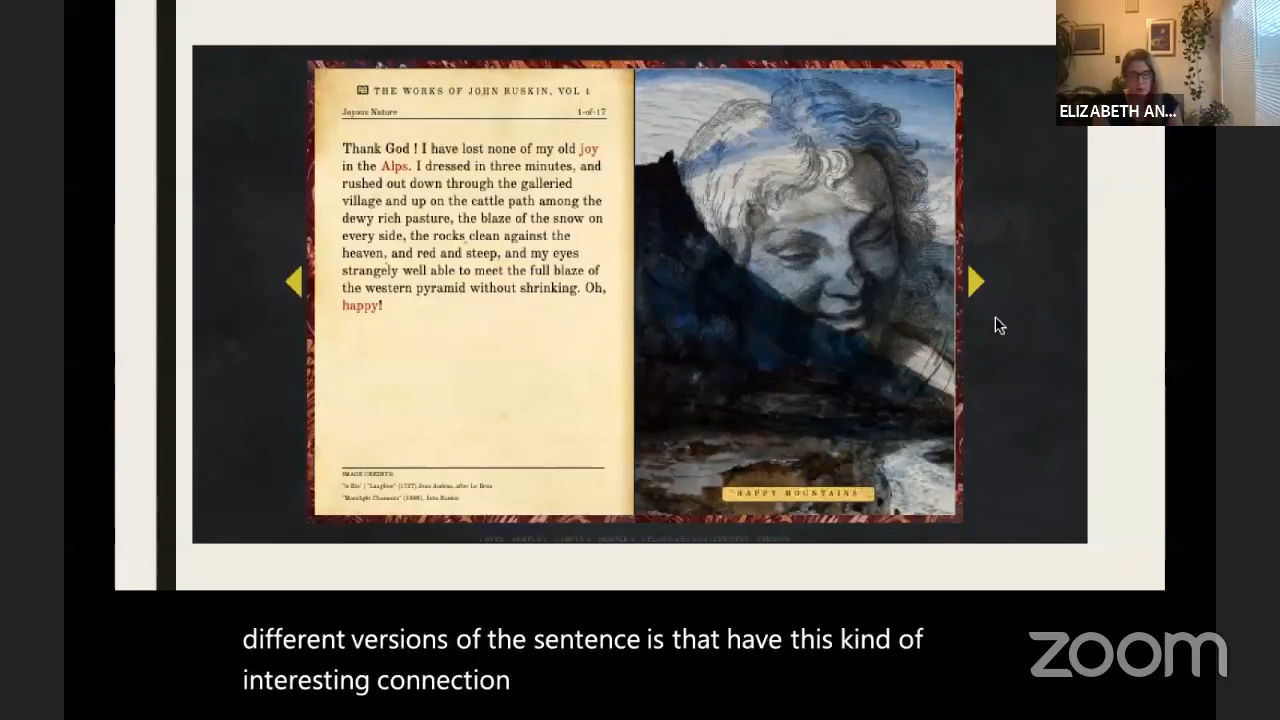 THE WORKS OF JOHN RUSKIN, VOL 1
Joyous Nature 1-of-17
Thank God ! I have lost none of my old joy
in the Alps. I dressed in three minutes, and
rushed out down through the galleried
village and up on the cattle path among the
dewy rich pasture, the blaze of the snow on
every side, the rocks clean against the
heaven, and red and steep, and my eyes
strangely well able to meet the full blaze of
the western pyramid without shrinking. Oh,
happy!
IMAGE CREDITS:
"le Ris" | "Laughter" (1727) Jean Audran, after Le Brun
"Moonlight Chamonix" (1888), John Ruskin
"HAPPY MOUNTAINS"
ELIZABETH AN...
different versions of the sentence is that have this kind of
interesting connection
zoom